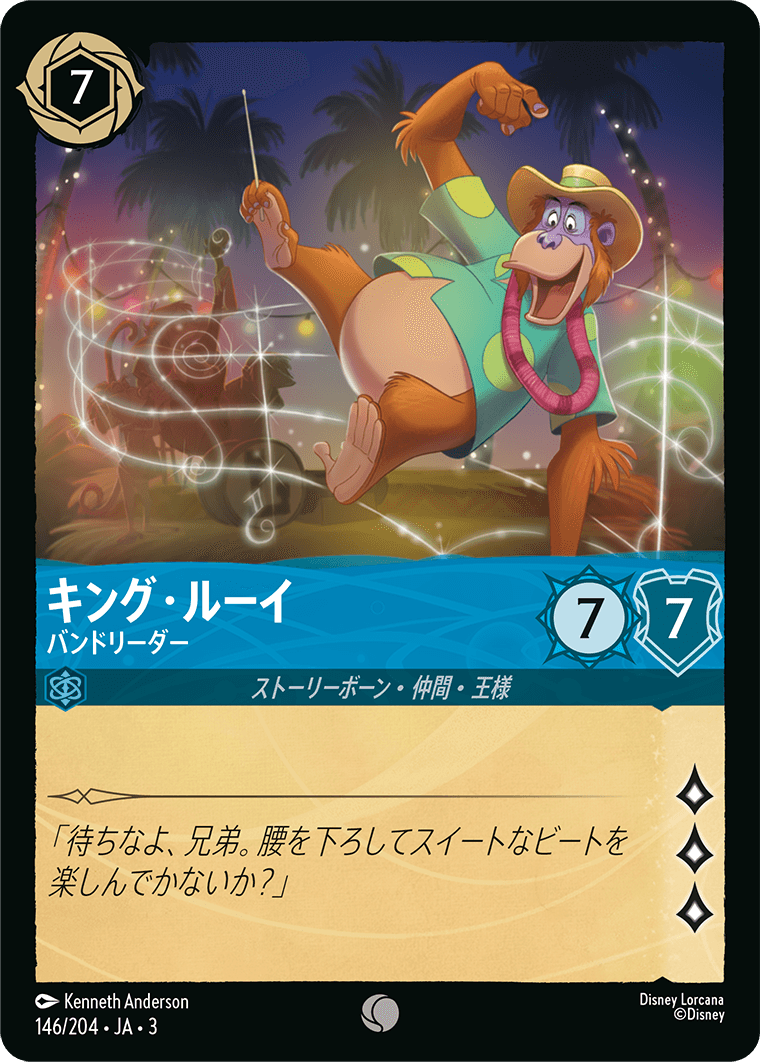 7
キング・ルーイ
バンドリーダー
7
7
ストーリーボーン・仲間・王様
「待ちなよ、兄弟。腰を下ろしてスイートなビートを
楽しんでかないか?」
Kenneth Anderson
146/204・JA・3
Disney Lorcana
©Disney